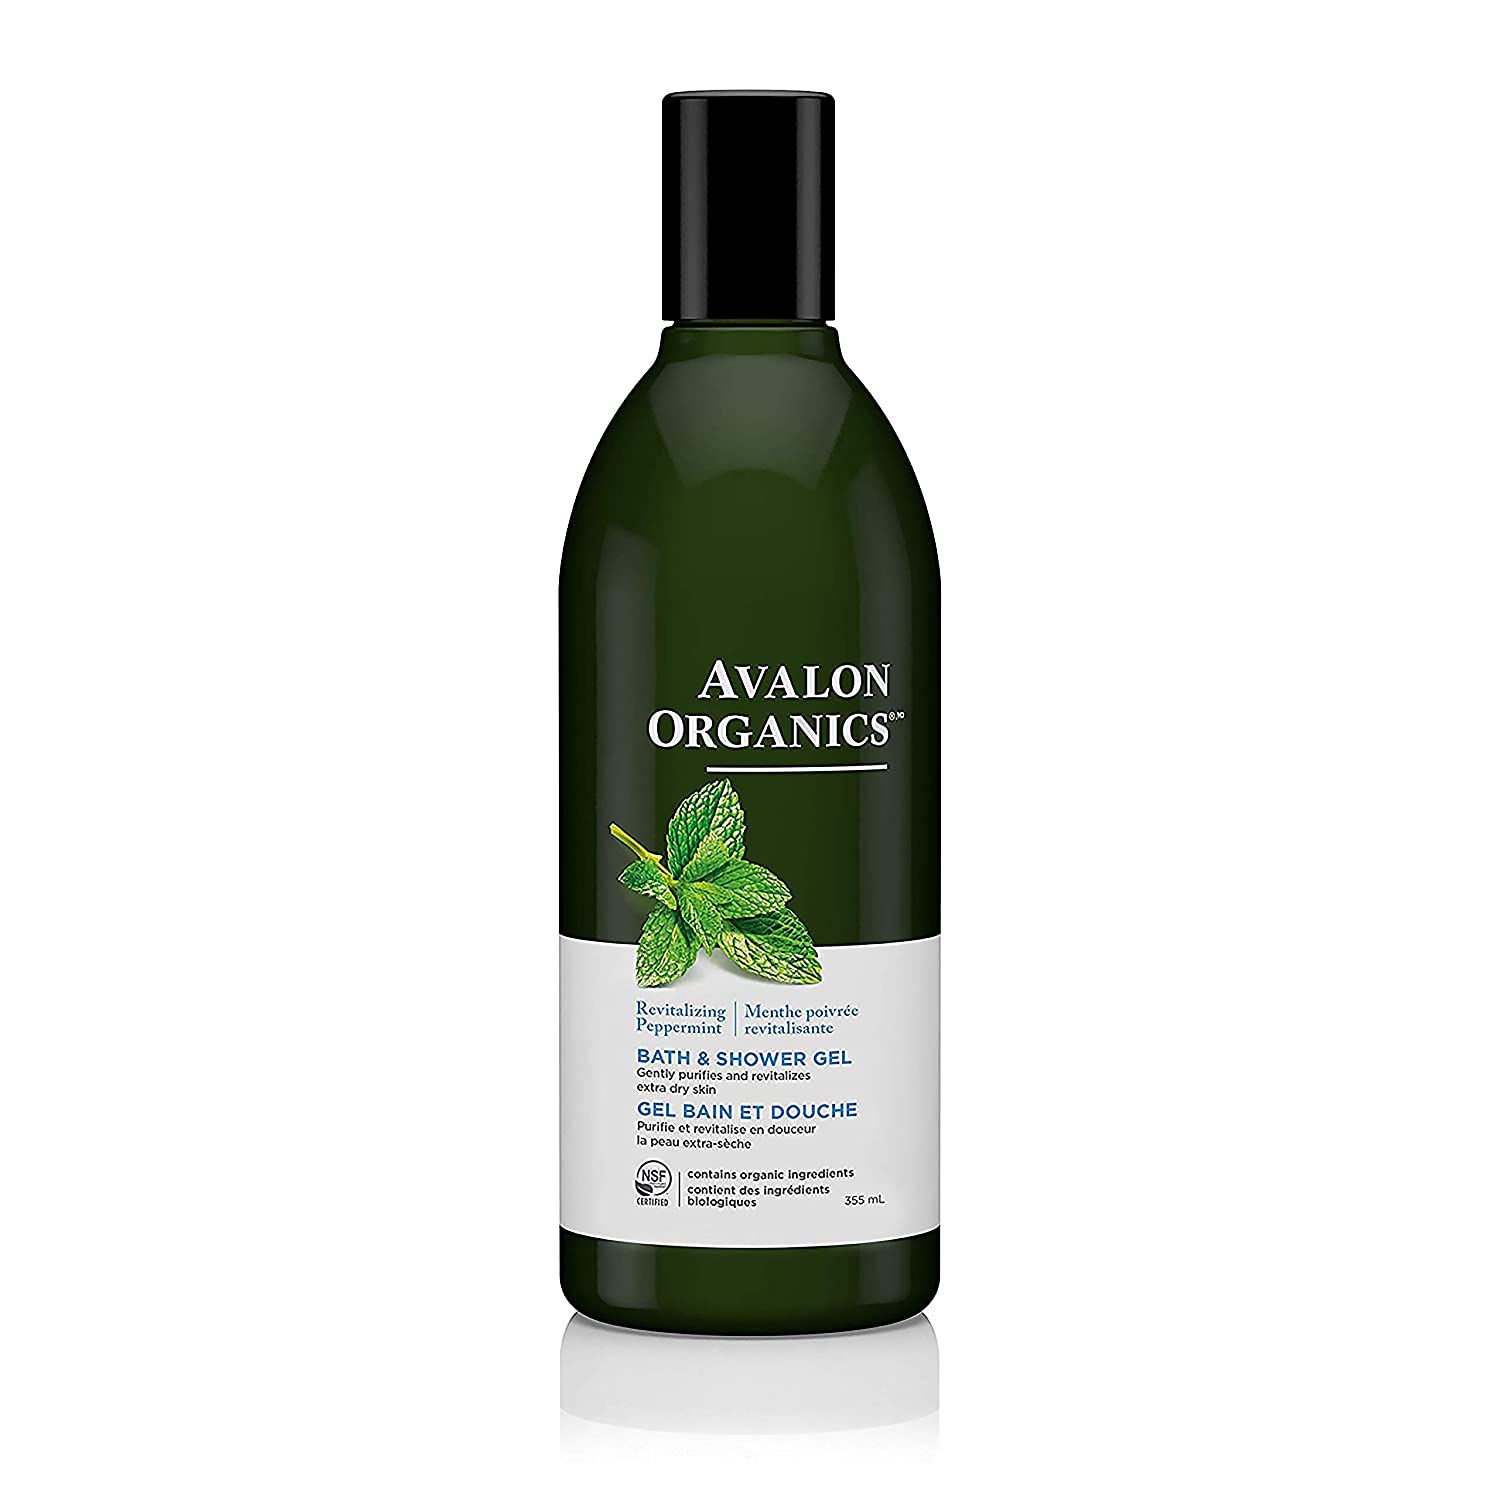 AVALON
ORGANICS®,MD
Revitalizing
Peppermint
Menthe poivrée
revitalisante
BATH & SHOWER GEL
Gently purifies and revitalizes
extra dry skin
GEL BAIN ET DOUCHE
Purifie et revitalise en douceur
la peau extra-sèche
NSF
CERTIFIED
contains organic ingredients
contient des ingrédients
biologiques
355 mL